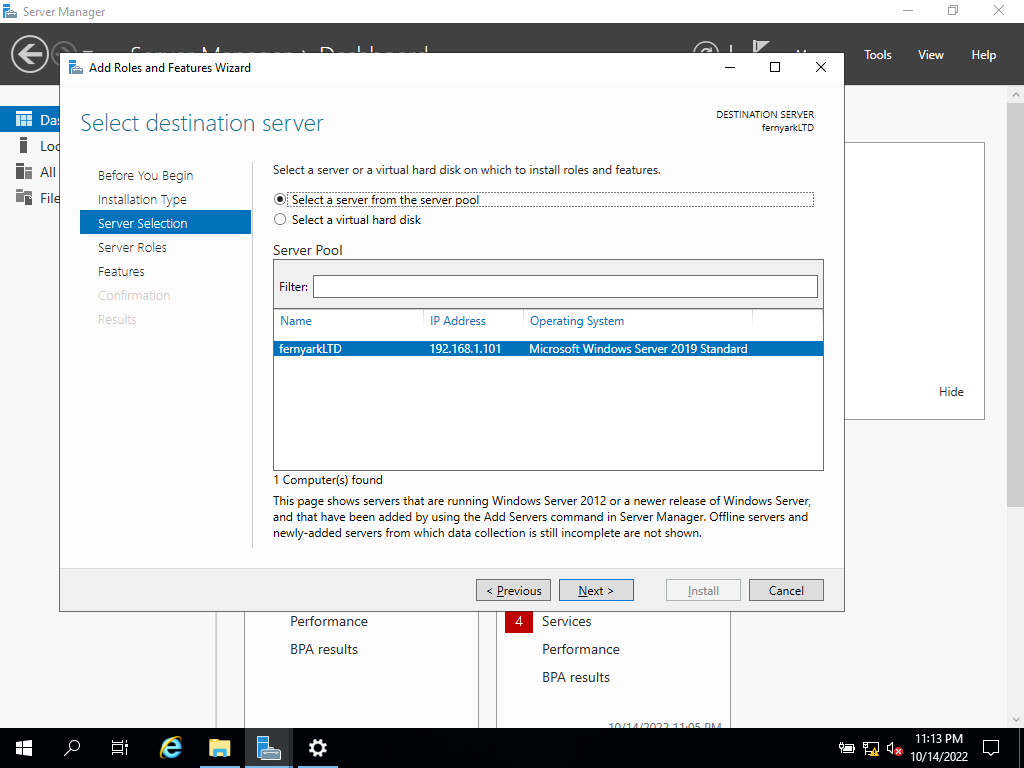 Server Manager
Server Manager Dashboard
Tools View Help
Add Roles and Features Wizard
Select destination server
DESTINATION SERVER
fernyarkLTD
Before You Begin
Installation Type
Server Selection
Server Roles
Features
Confirmation
Results
Select a server or a virtual hard disk on which to install roles and features.
Select a server from the server pool
Select a virtual hard disk
Server Pool
Filter:
Name IP Address Operating System
fernyarkLTD 192.168.1.101 Microsoft Windows Server 2019 Standard
1 Computer(s) found
This page shows servers that are running Windows Server 2012 or a newer release of Windows Server,
and that have been added by using the Add Servers command in Server Manager. Offline servers and
newly-added servers from which data collection is still incomplete are not shown.
< Previous Next > Install Cancel
Das
Loc
All
File
Hide
Performance
BPA results
4 Services
Performance
BPA results
10/14/2022 11:05 PM
11:13 PM
10/14/2022